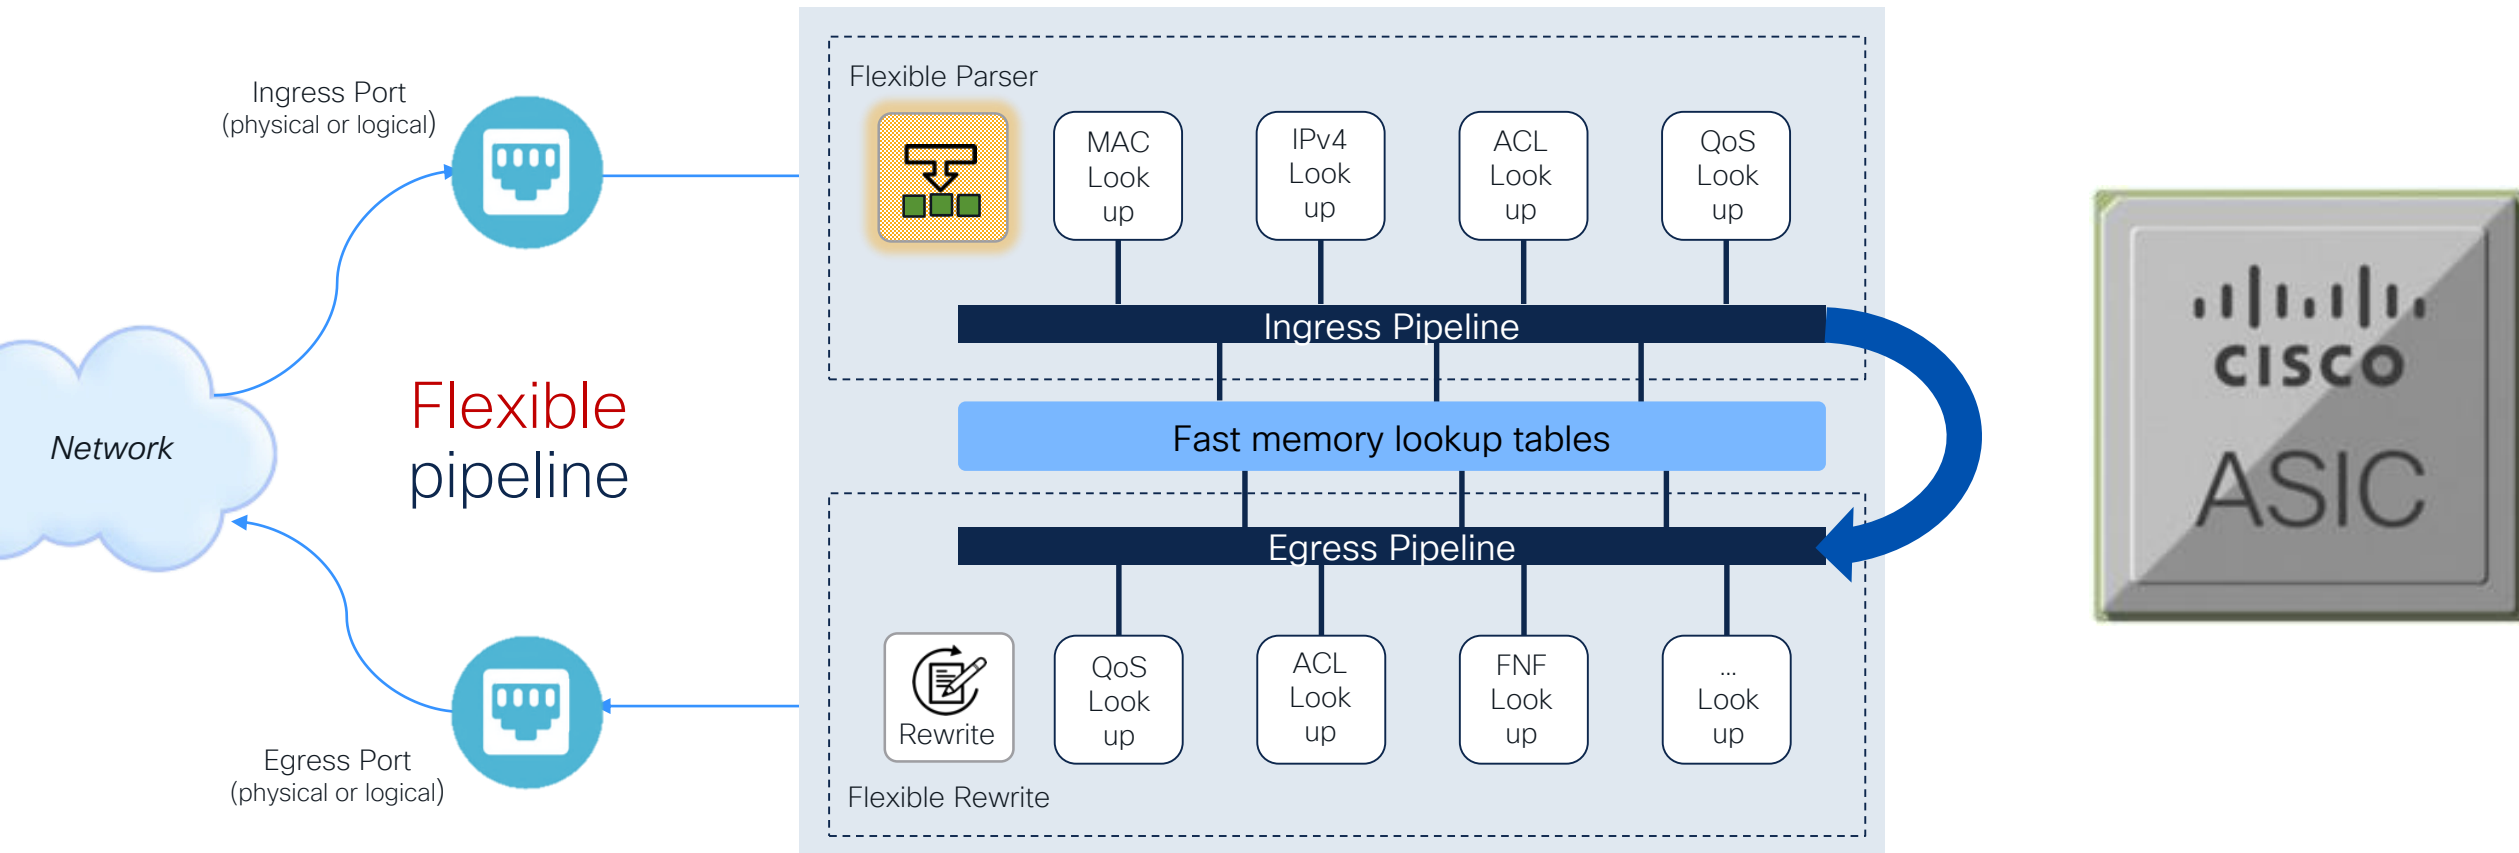 Ingress Port
(physical or logical)
Network
Flexible
pipeline
Egress Port
(physical or logical)
Flexible Parser
MAC
Look
up
IPv4
Look
up
ACL
Look
up
QoS
Look
up
Ingress Pipeline
Fast memory lookup tables
Egress Pipeline
Rewrite
QoS
Look
up
ACL
Look
up
FNF
Look
up
...
Look
up
Flexible Rewrite
CISCO
ASIC